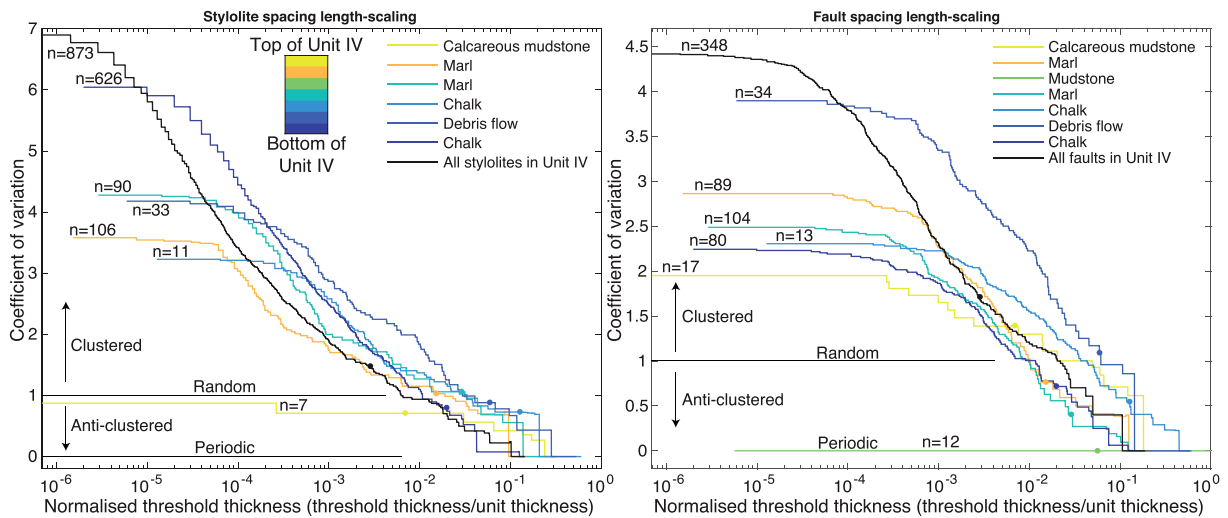 Stylolite spacing length-scaling
7
6
5
4
3
2
1
0
Coefficient of variation
n=873
n=626
n=90
n=33
n=106
n=11
n=7
Top of Unit IV
Bottom of
Unit IV
Calcareous mudstone
Marl
Marl
Chalk
Debris flow
Chalk
All stylolites in Unit IV
Clustered
Random
Anti-clustered
Periodic
10-6
10-5
10-4
10-3
10-2
10-1
100
Normalised threshold thickness (threshold thickness/unit thickness)
Fault spacing length-scaling
4.5
4
3.5
3
2.5
2
1.5
1
0.5
0
Coefficient of variation
n=348
n=34
n=89
n=104
n=13
n=80
n=17
Calcareous mudstone
Marl
Mudstone
Marl
Chalk
Debris flow
Chalk
All faults in Unit IV
Clustered
Random
Anti-clustered
Periodic
n=12
10-6
10-5
10-4
10-3
10-2
10-1
100
Normalised threshold thickness (threshold thickness/unit thickness)